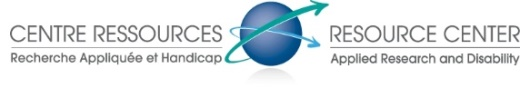 CENTRE RESSOURCES
Recherche Appliquée et Handicap
RESOURCE CENTER
Applied Research and Disability